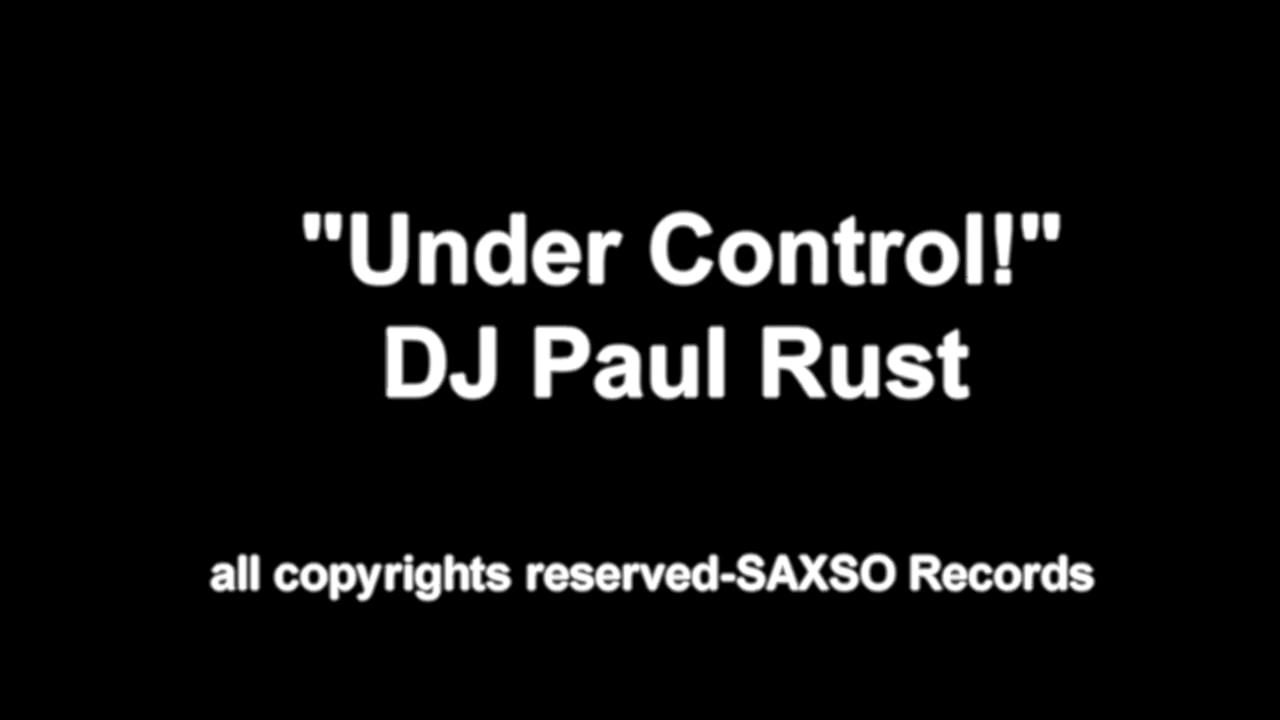 "Under Control!"
DJ Paul Rust
all copyrights reserved-SAXSO Records